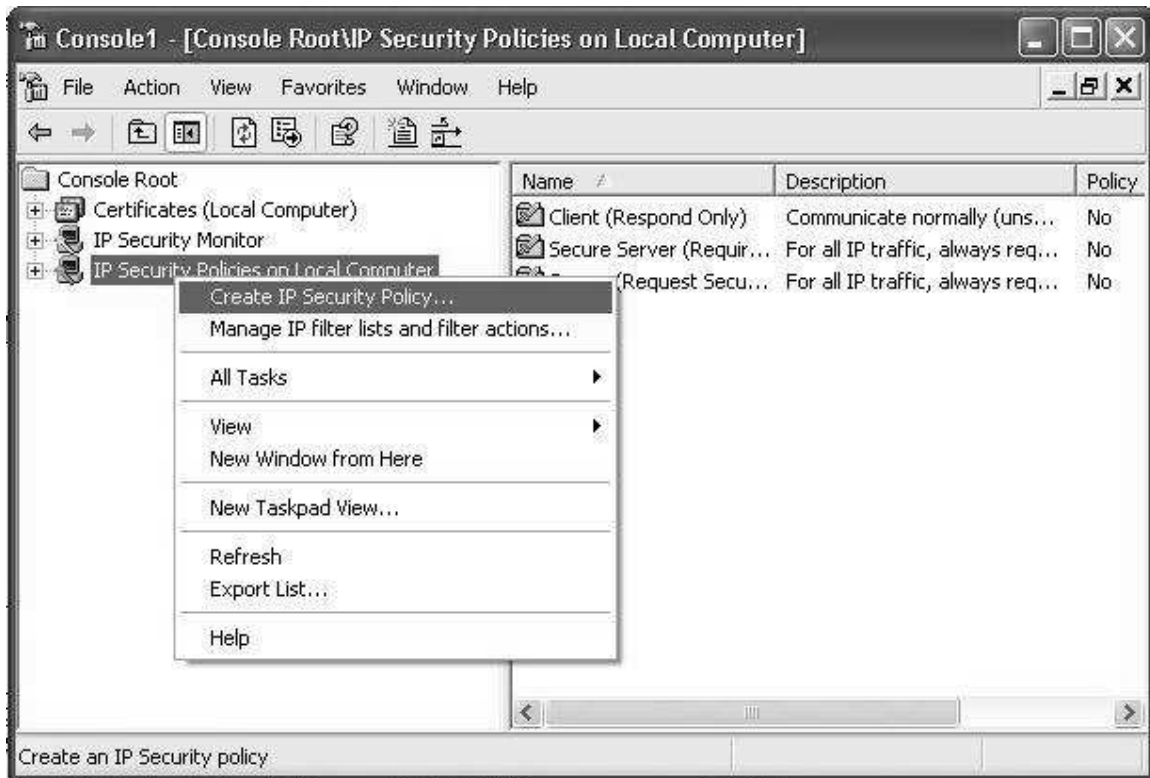 Console1 - [Console Root\IP Security Policies on Local Computer]
File Action View Favorites Window Help
Console Root
Certificates (Local Computer)
IP Security Monitor
IP Security Policies on Local Computer
Name Description Policy
Client (Respond Only) Communicate normally (uns... No
Secure Server (Requir... For all IP traffic, always req... No
(Request Secu... For all IP traffic, always req... No
Create IP Security Policy...
Manage IP filter lists and filter actions...
All Tasks
View
New Window from Here
New Taskpad View...
Refresh
Export List...
Help
Create an IP Security policy